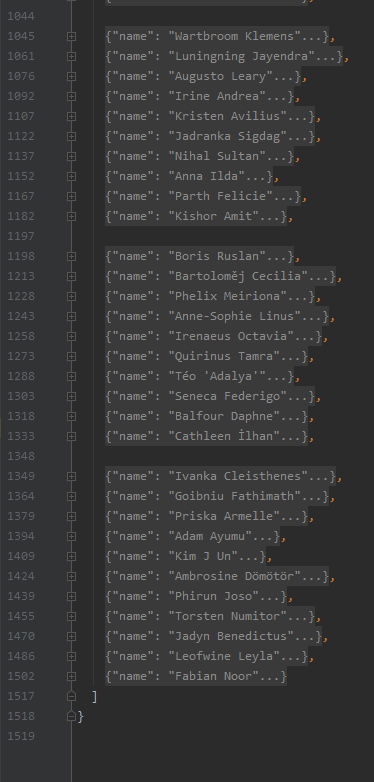 1044
1045 {"name": "Wartbroom Klemens"...},
1061 {"name": "Luningning Jayendra"...},
1076 {"name": "Augusto Leary"...},
1092 {"name": "Irine Andrea"...},
1107 {"name": "Kristen Avilius"...},
1122 {"name": "Jadranka Sigdag"...},
1137 {"name": "Nihal Sultan"...},
1152 {"name": "Anna Ilda"...},
1167 {"name": "Parth Felicie"...},
1182 {"name": "Kishor Amit"...},
1197
1198 {"name": "Boris Ruslan"...},
1213 {"name": "Bartoloměj Cecilia"...},
1228 {"name": "Phelix Meiriona"...},
1243 {"name": "Anne-Sophie Linus"...},
1258 {"name": "Irenaeus Octavia"...},
1273 {"name": "Quirinus Tamra"...},
1288 {"name": "Téo 'Adalya'"...},
1303 {"name": "Seneca Federigo"...},
1318 {"name": "Balfour Daphne"...},
1333 {"name": "Cathleen İlhan"...},
1348
1349 {"name": "Ivanka Cleisthenes"...},
1364 {"name": "Goibniu Fathimath"...},
1379 {"name": "Priska Armelle"...},
1394 {"name": "Adam Ayumu"...},
1409 {"name": "Kim J Un"...},
1424 {"name": "Ambrosine Dömötör"...},
1439 {"name": "Phirun Joso"...},
1455 {"name": "Torsten Numitor"...},
1470 {"name": "Jadyn Benedictus"...},
1486 {"name": "Leofwine Leyla"...},
1502 {"name": "Fabian Noor"...}
1517 ]
1518 }
1519